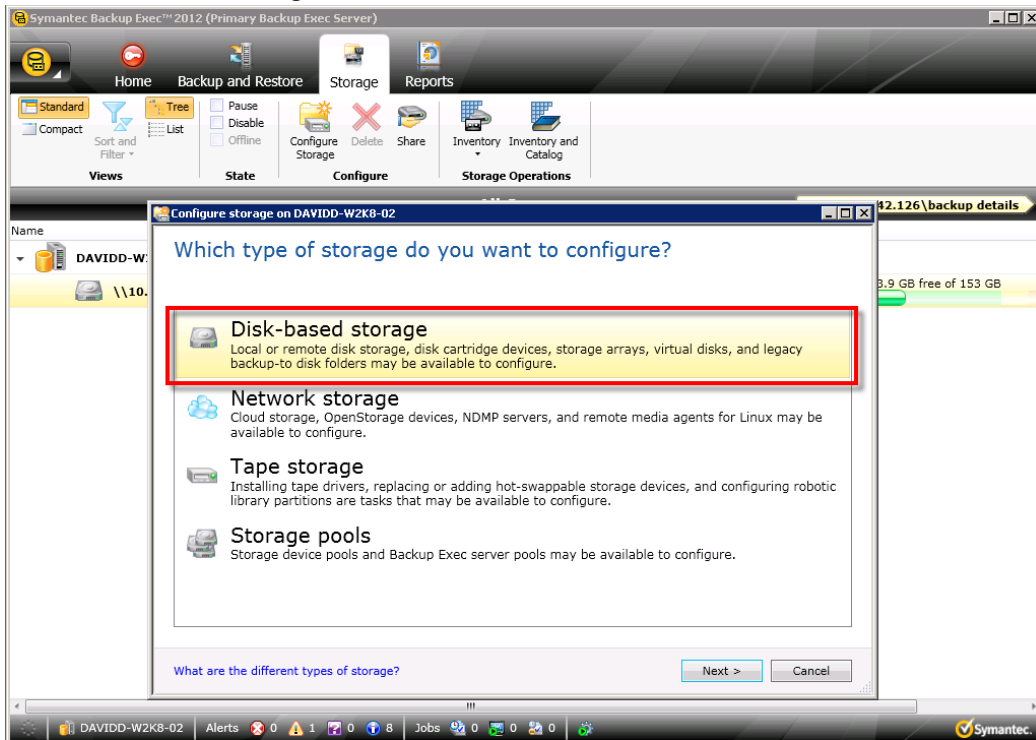 Symantec Backup Exec™ 2012 (Primary Backup Exec Server)
Home Backup and Restore Storage Reports
Standard
Compact
Sort and
Filter
Tree
List
Views
Pause
Disable
Offline
State
Configure
Storage
Delete
Share
Configure
Inventory
Inventory and
Catalog
Storage Operations
42.126\backup details
Name
DAVIDD-W
\\10.
3.9 GB free of 153 GB
Configure storage on DAVIDD-W2K8-02
Which type of storage do you want to configure?
Disk-based storage
Local or remote disk storage, disk cartridge devices, storage arrays, virtual disks, and legacy
backup-to disk folders may be available to configure.
Network storage
Cloud storage, OpenStorage devices, NDMP servers, and remote media agents for Linux may be
available to configure.
Tape storage
Installing tape drivers, replacing or adding hot-swappable storage devices, and configuring robotic
library partitions are tasks that may be available to configure.
Storage pools
Storage device pools and Backup Exec server pools may be available to configure.
What are the different types of storage?
Next >
Cancel
DAVIDD-W2K8-02 Alerts 0 1 0 8 Jobs 0 0 0
Symantec.